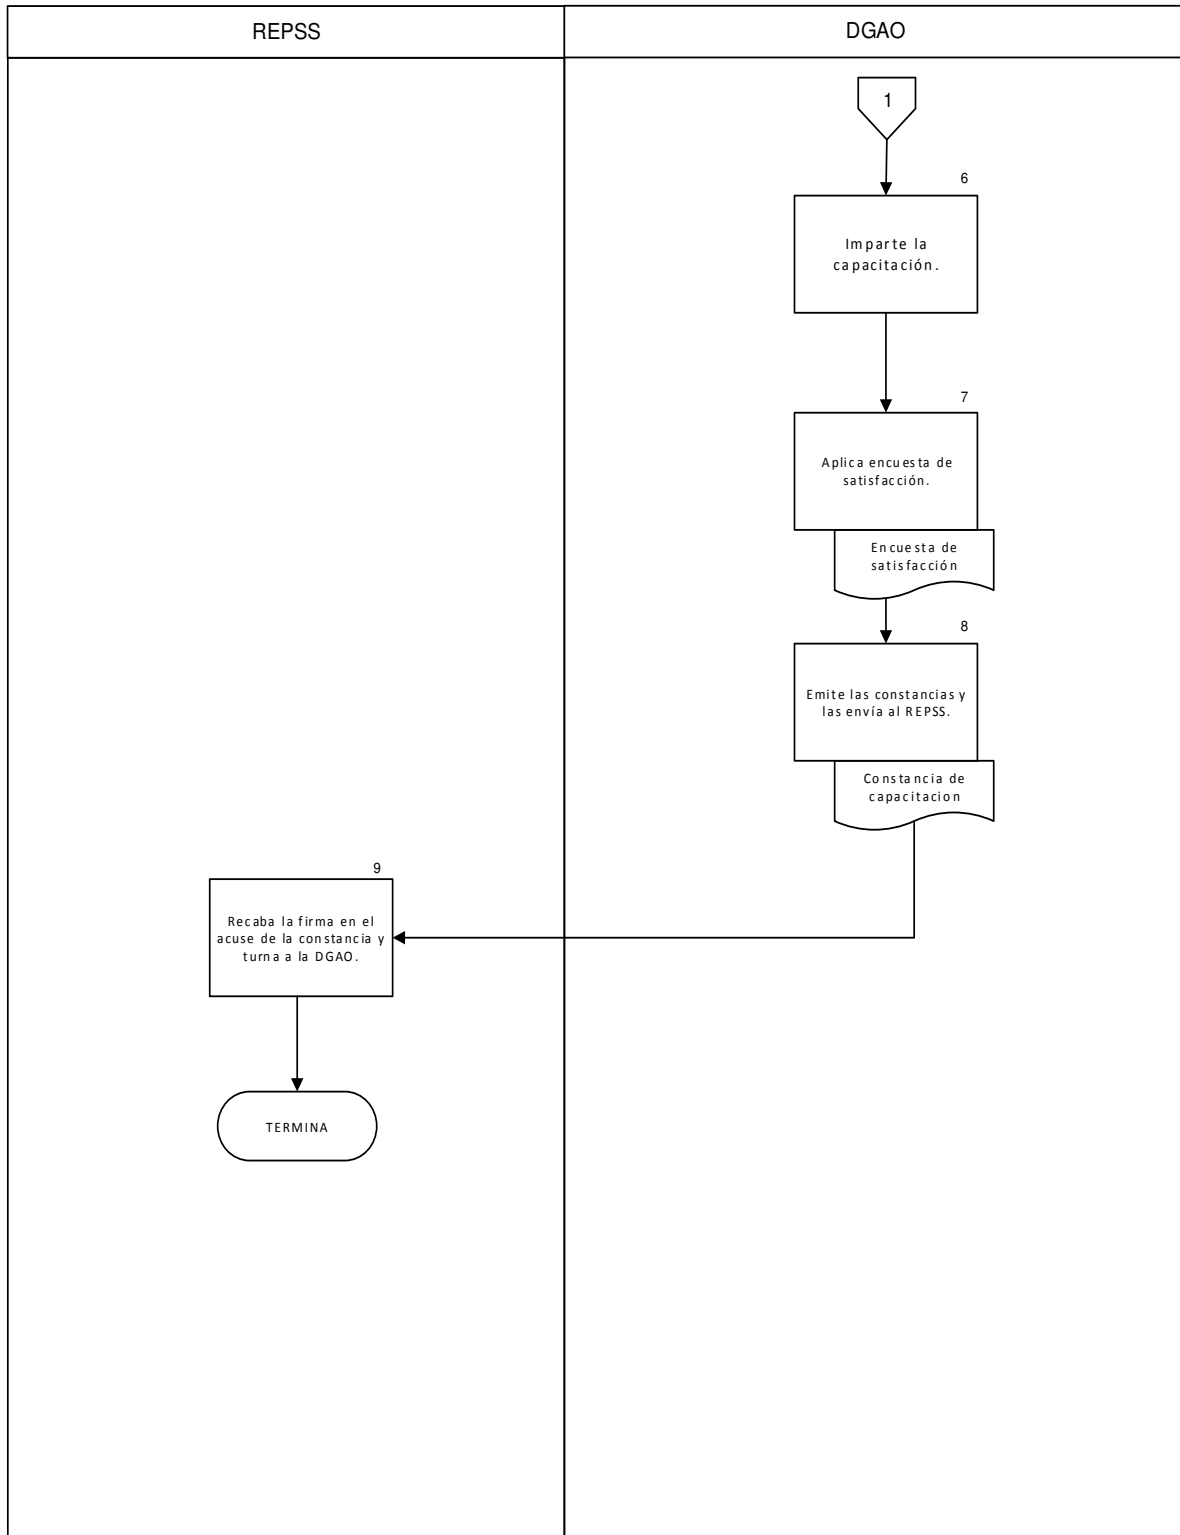 REPSS
DGAO
1
6
Imparte la
capacitación.
7
Aplica encuesta de
satisfacción.
Encuesta de
satisfacción
8
Emite las constancias y
las envía al REPSS.
Constancia de
capacitacion
9
Recaba la firma en el
acuse de la constancia y
turna a la DGAO.
TERMINA